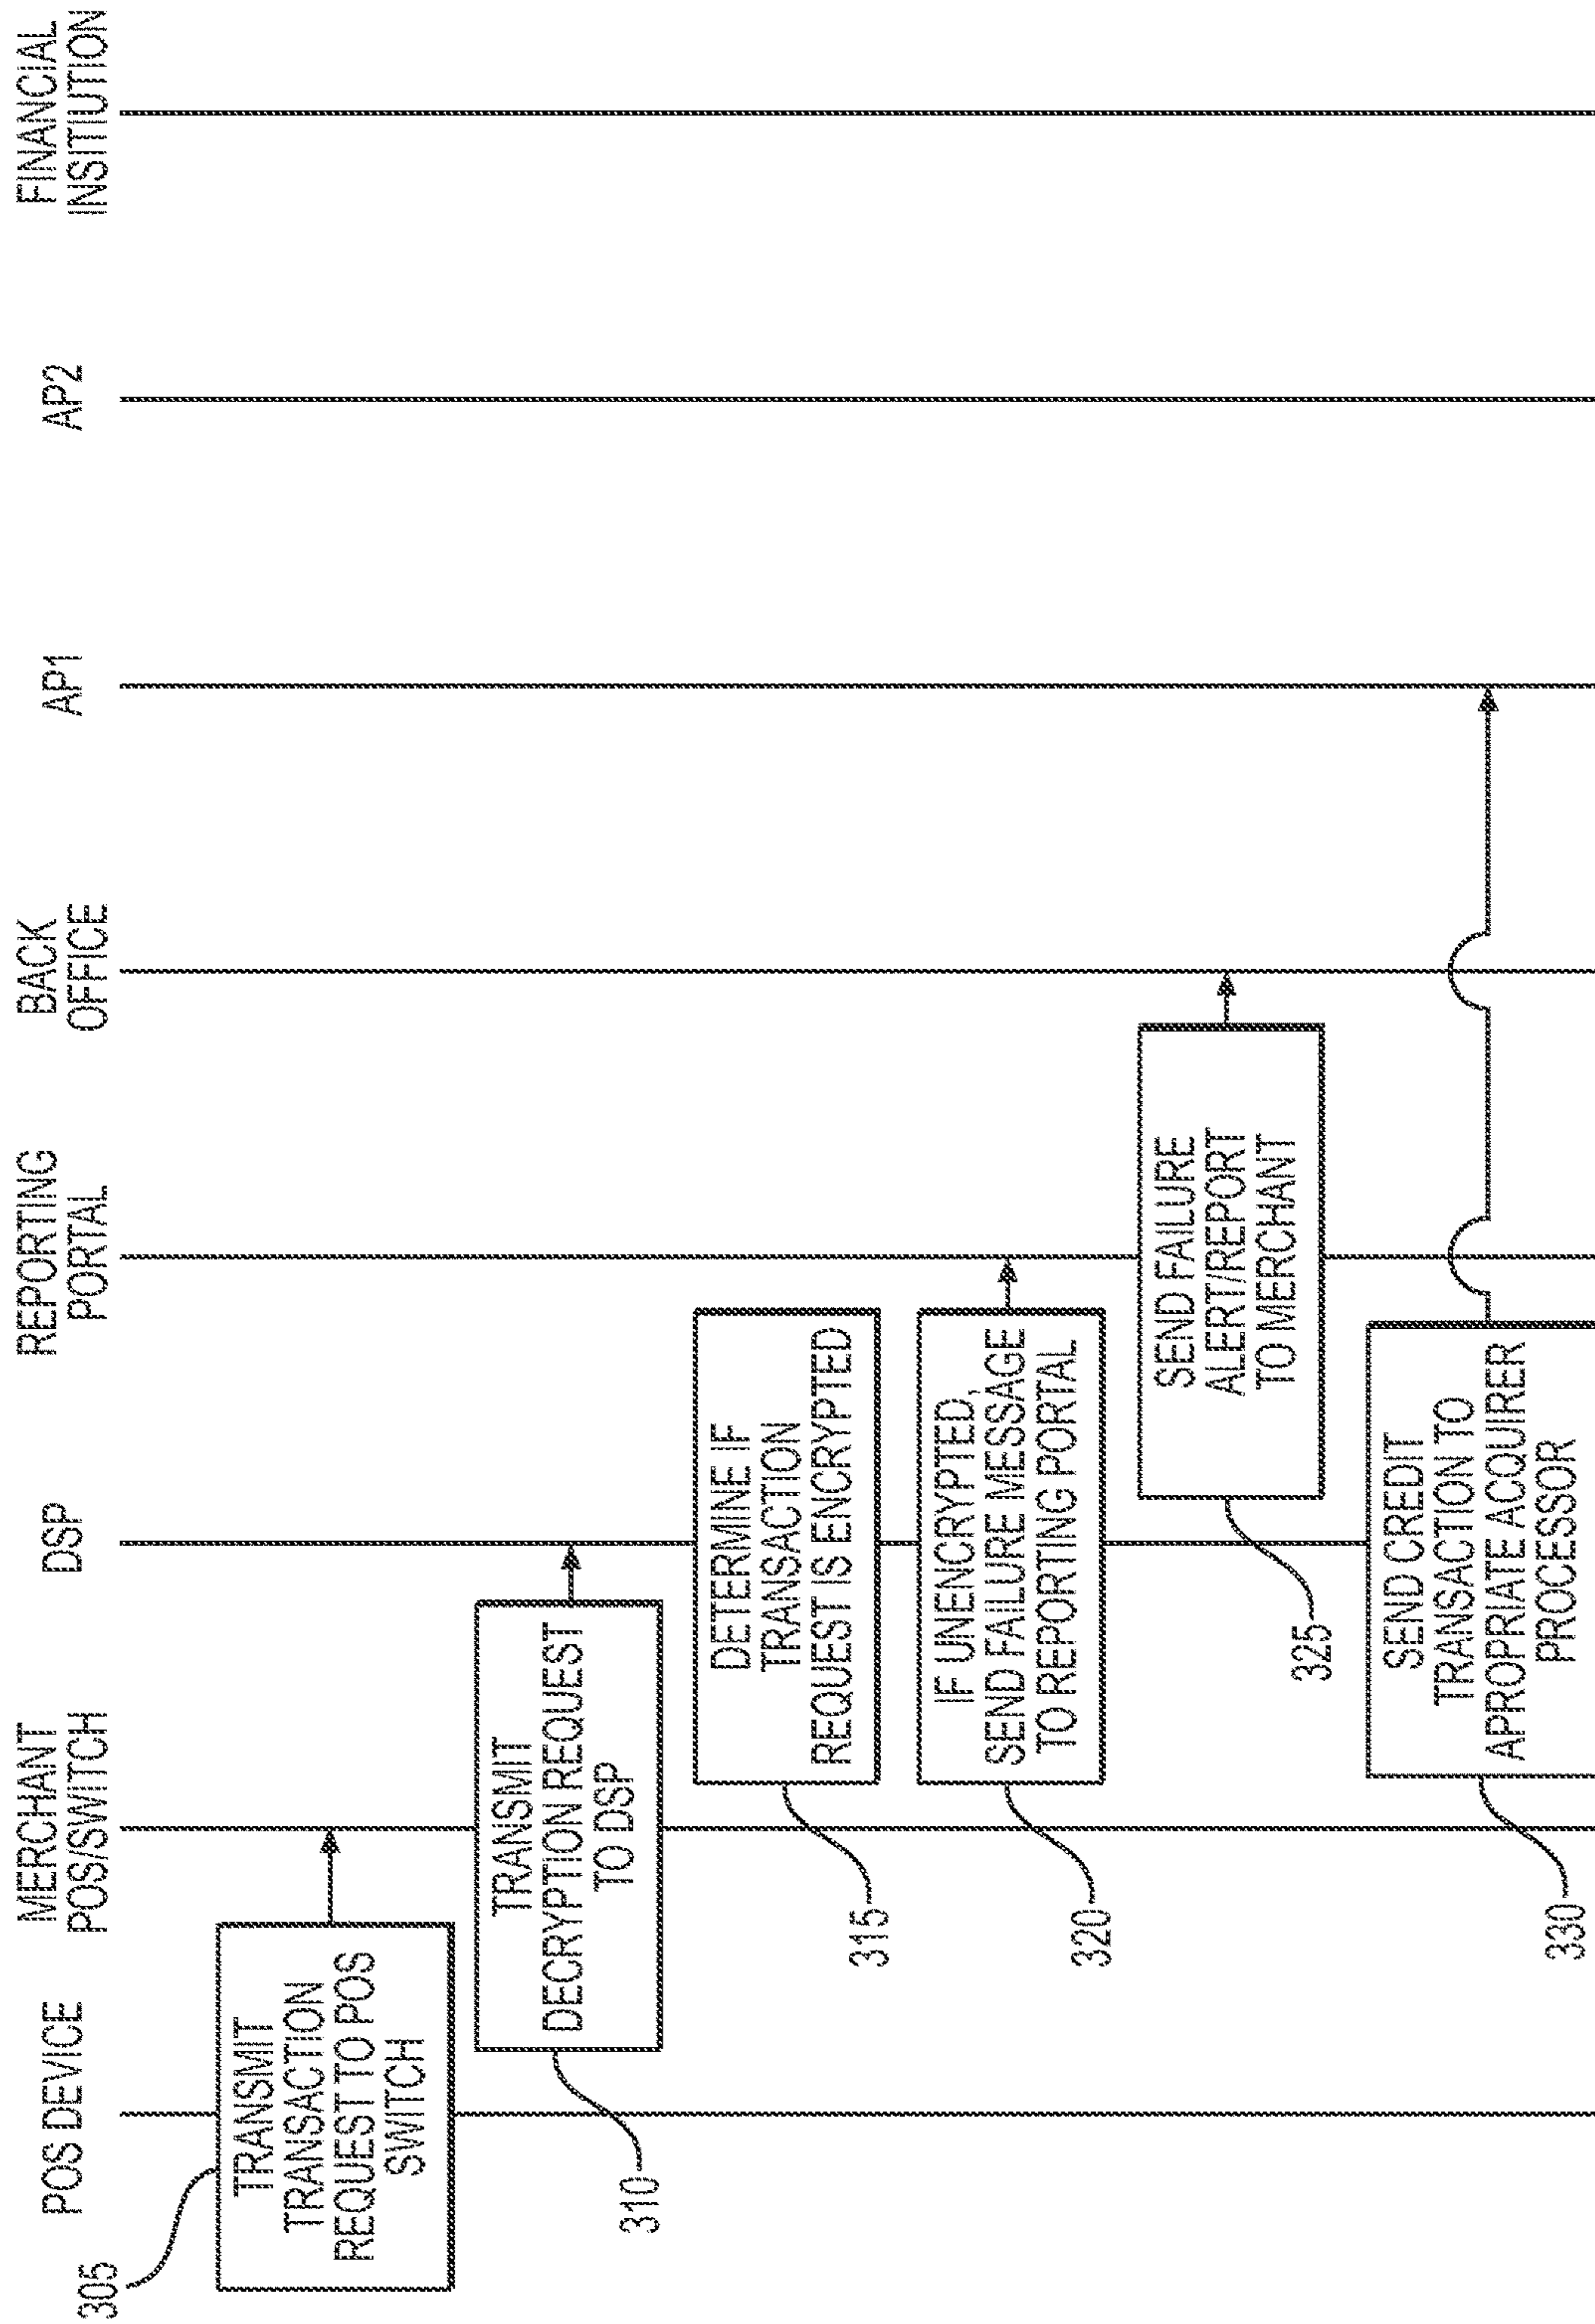 POS DEVICE
MERCHANT
POS/SWITCH
DSP
REPORTING
PORTAL
BACK
OFFICE
AP1
AP2
FINANCIAL
INSITIUTION
305
TRANSMIT
TRANSACTION
REQUEST TO POS
SWITCH
310
TRANSMIT
DECRYPTION REQUEST
TO DSP
315
DETERMINE IF
TRANSACTION
REQUEST IS ENCRYPTED
320
IF UNENCRYPTED,
SEND FAILURE MESSAGE
TO REPORTING PORTAL
325
SEND FAILURE
ALERT/REPORT
TO MERCHANT
330
SEND CREDIT
TRANSACTION TO
APROPRIATE ACQUIRER
PROCESSOR